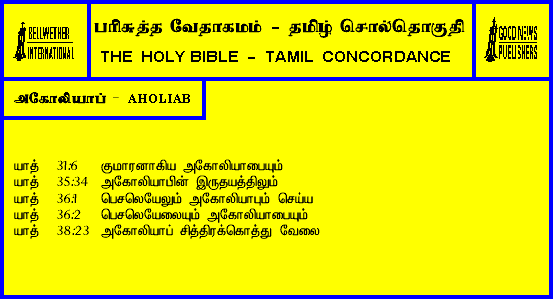 BELLWETHER
INTERNATIONAL
பரிசுத்த வேதாகமம் - தமிழ் சொல்தொகுதி
THE HOLY BIBLE - TAMIL CONCORDANCE
GOOD NEWS
PUBLISHERS
அகோலியாப் - AHOLIAB
யாத் 31:6 குமாரனாகிய அகோலியாபையும்
யாத் 35:34 அகோலியாபின் இருதயத்திலும்
யாத் 36:1 பெசலெயேலும் அகோலியாபும் செய்ய
யாத் 36:2 பெசலெயேலையும் அகோலியாபையும்
யாத் 38:23 அகோலியாப் சித்திரக்கொத்து வேலை